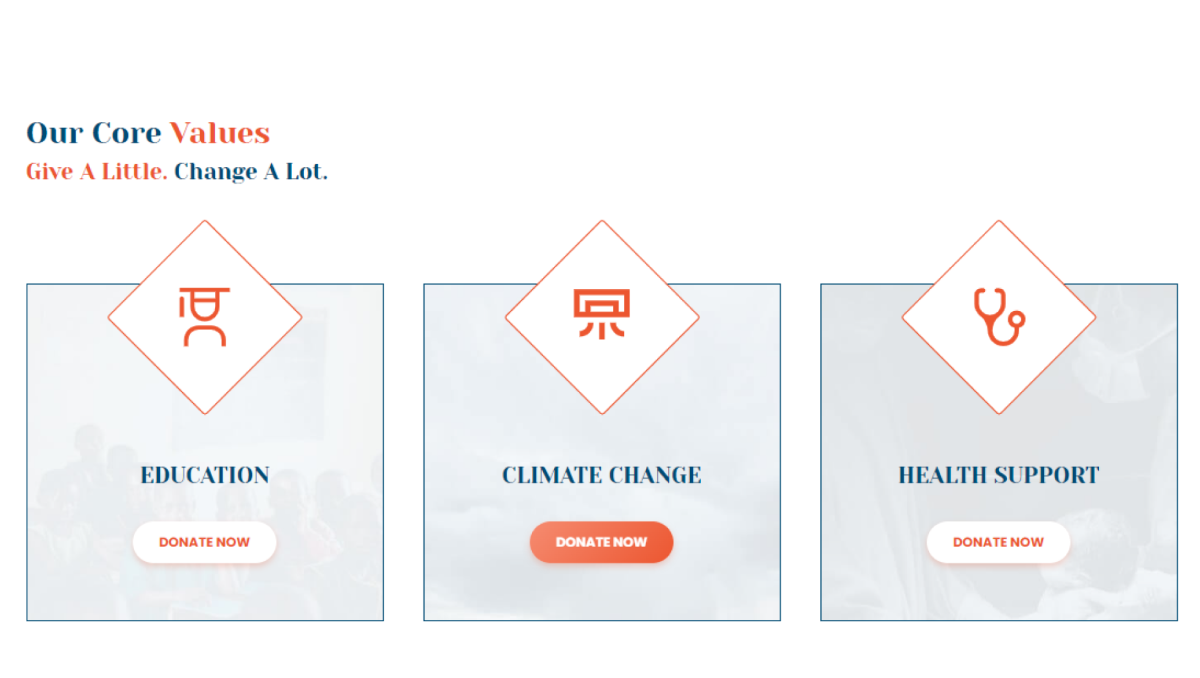 Our Core Values
Give A Little. Change A Lot.
EDUCATION
DONATE NOW
CLIMATE CHANGE
DONATE NOW
HEALTH SUPPORT
DONATE NOW